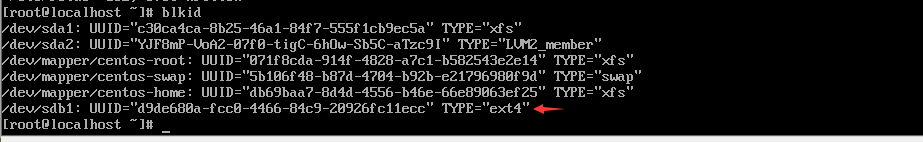 [root@localhost ~]# blkid
/dev/sda1: UUID="c30ca4ca-8b25-46a1-84f7-555f1cb9ec5a" TYPE="xfs"
/dev/sda2: UUID="YJF8mP-VoA2-07f0-tigC-6hOw-Sb5C-aTzc9I" TYPE="LVM2_member"
/dev/mapper/centos-root: UUID="071f8cda-914f-4828-a7c1-b582543e2e14" TYPE="xfs"
/dev/mapper/centos-swap: UUID="5b106f48-b87d-4704-b92b-e21796980f9d" TYPE="swap"
/dev/mapper/centos-home: UUID="db69baa7-8d4d-4556-b46e-66e89063ef25" TYPE="xfs"
/dev/sdb1: UUID="d9de680a-fcc0-4466-84c9-20926fc11ecc" TYPE="ext4"
[root@localhost ~]# _